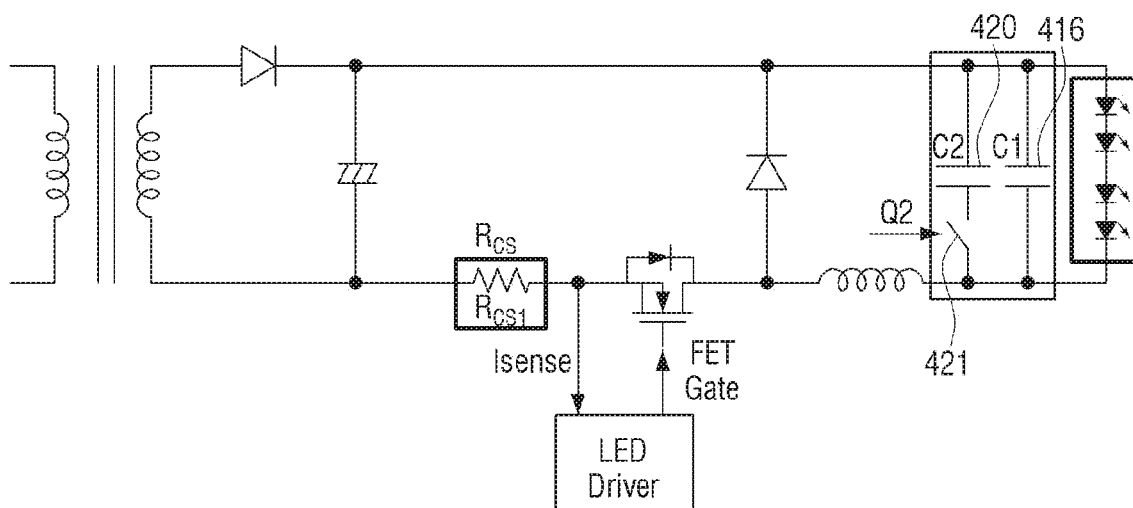 420
416
C2
C1
Q2
R_CS
R_CS1
421
Isense
FET
Gate
LED
Driver